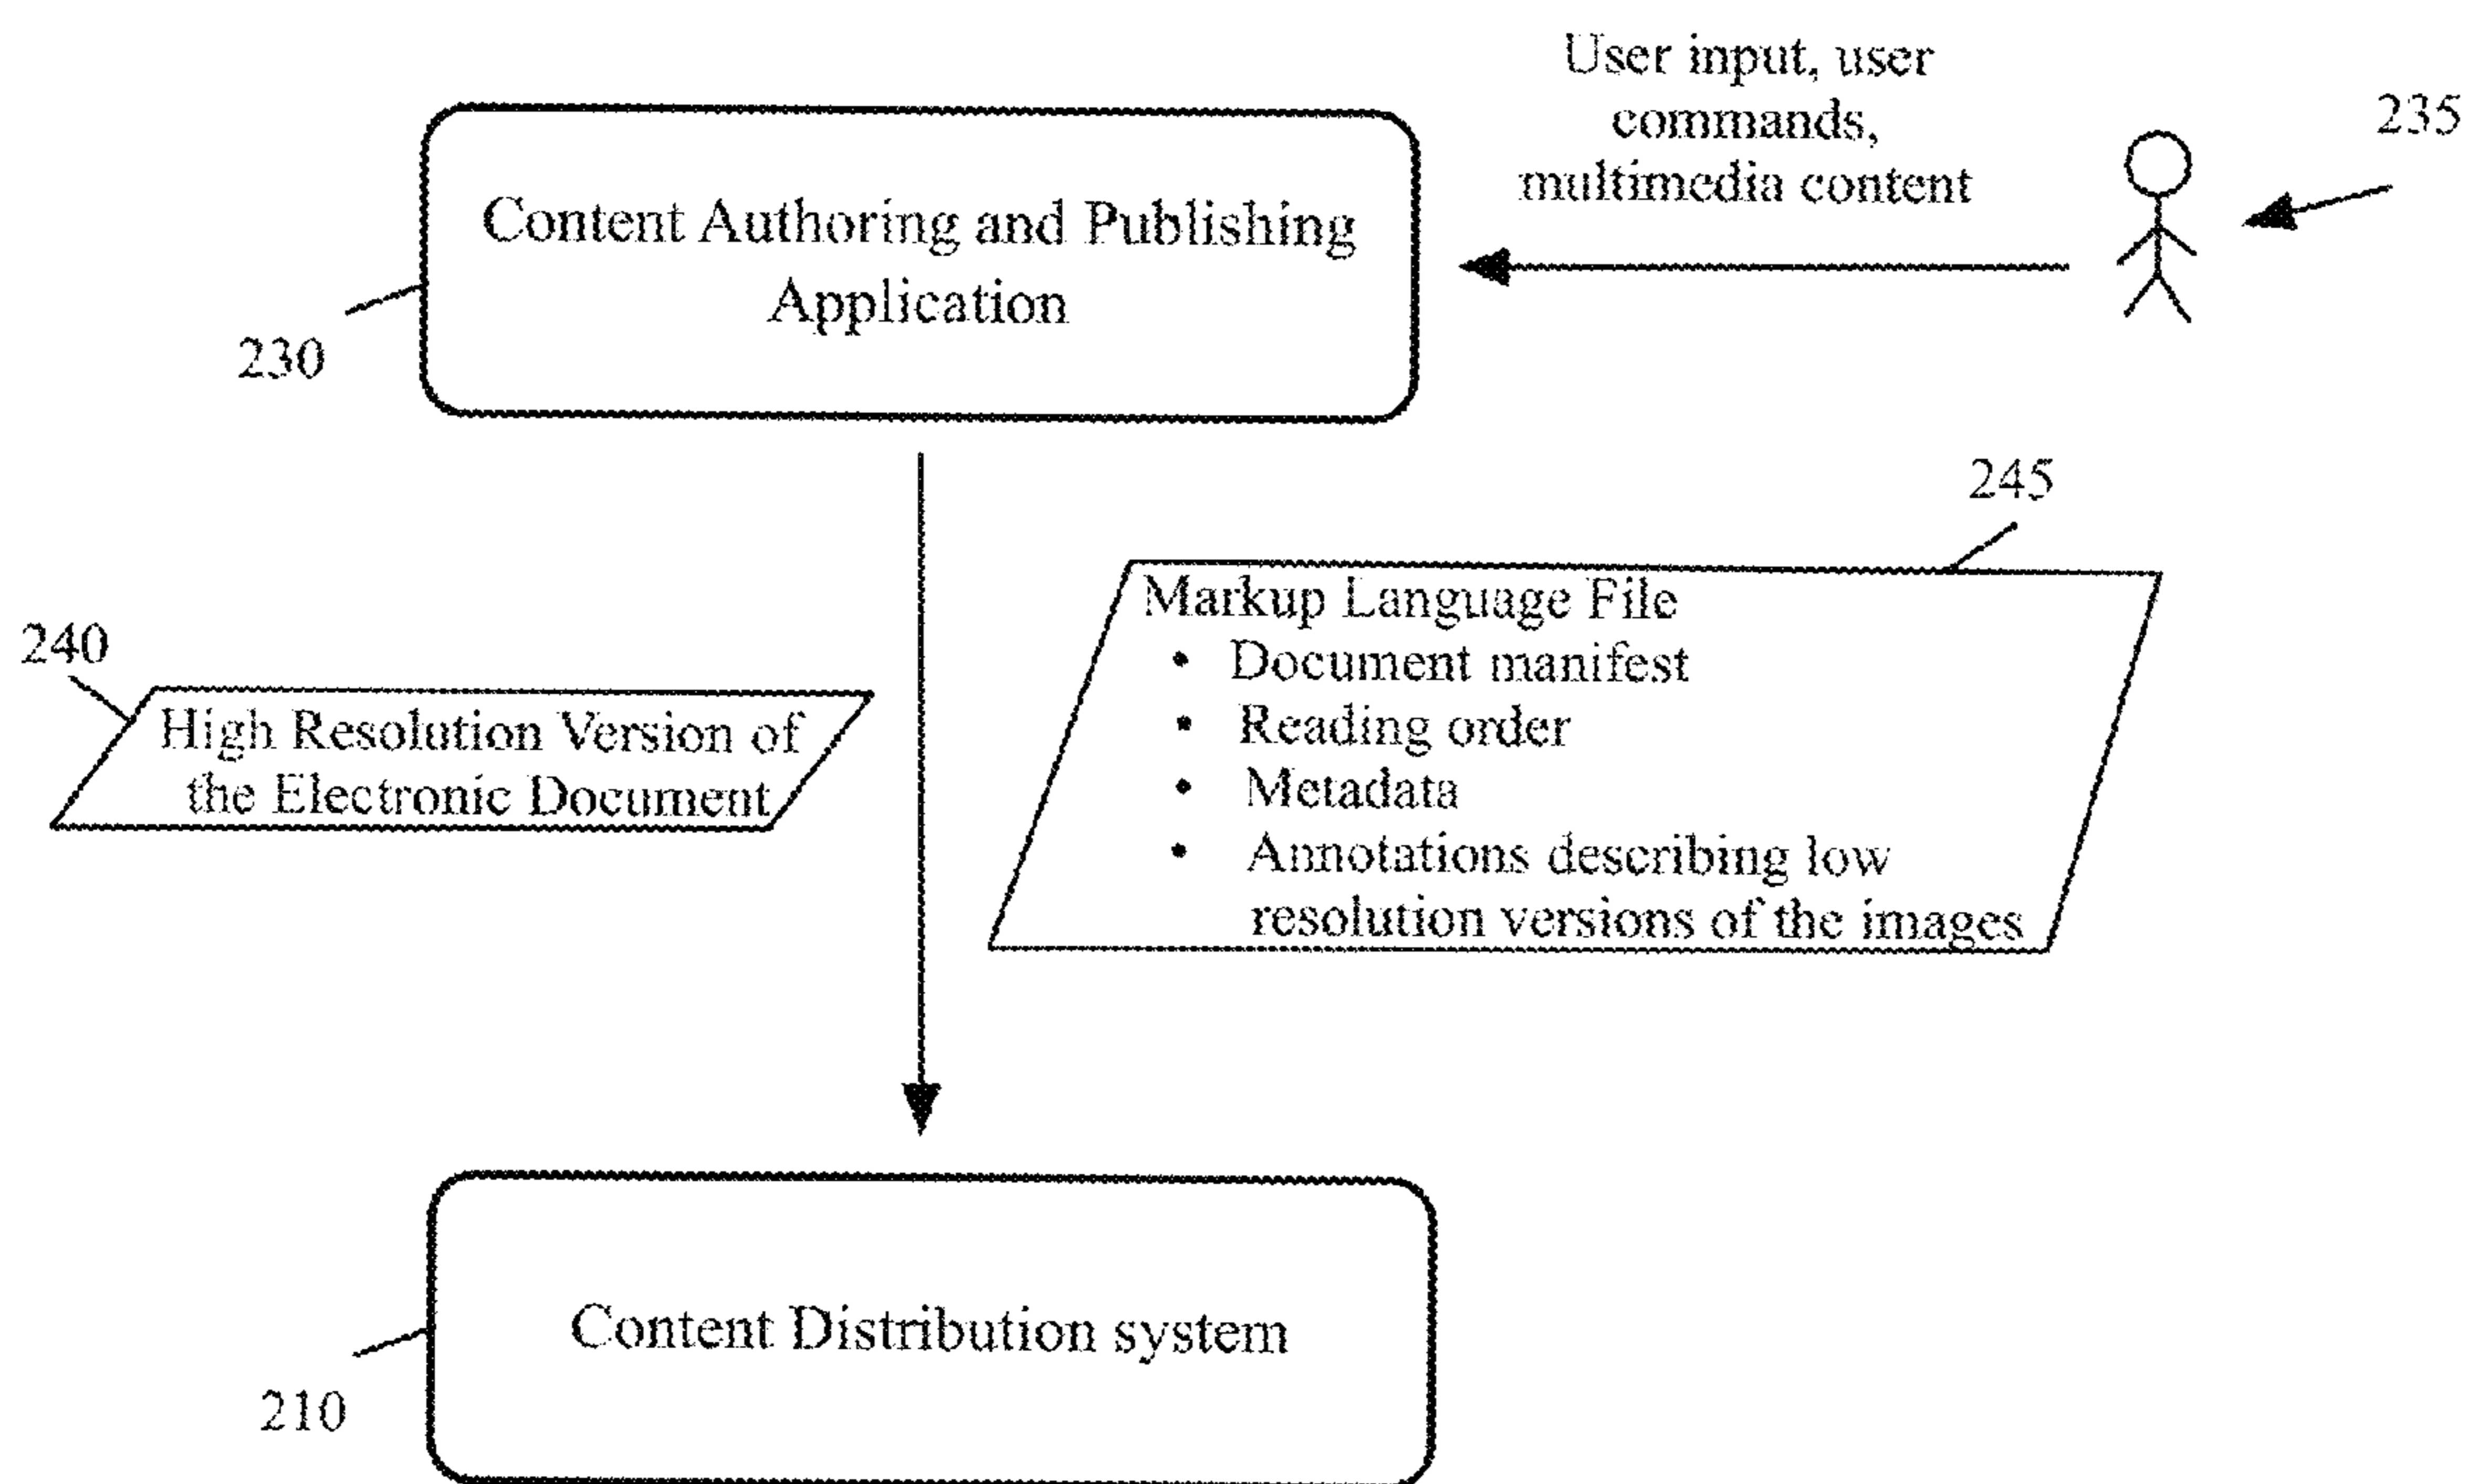 User input, user
commands,
multimedia content
235
Content Authoring and Publishing
Application
230
245
Markup Language File
• Document manifest
• Reading order
• Metadata
• Annotations describing low
resolution versions of the images
240
High Resolution Version of
the Electronic Document
Content Distribution system
210